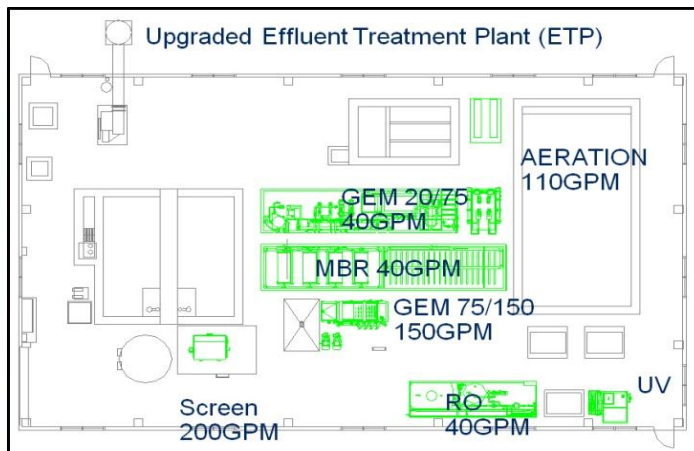 Upgraded Effluent Treatment Plant (ETP)
AERATION
110GPM
GEM 20/75
40GPM
MBR 40GPM
GEM 75/150
150GPM
UV
Screen
200GPM
RO
40GPM